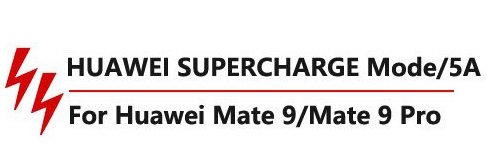 HUAWEI SUPERCHARGE Mode/5A
For Huawei Mate 9/Mate 9 Pro